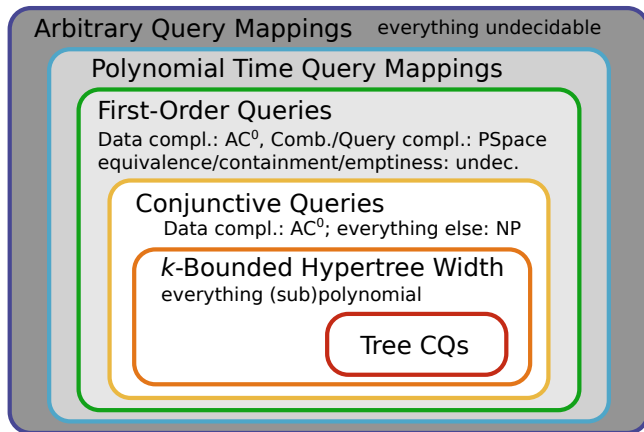 Arbitrary Query Mappings everything undecidable
Polynomial Time Query Mappings
First-Order Queries
Data compl.: AC⁰, Comb./Query compl.: PSpace
equivalence/containment/emptiness: undec.
Conjunctive Queries
Data compl.: AC⁰; everything else: NP
k-Bounded Hypertree Width
everything (sub)polynomial
Tree CQs